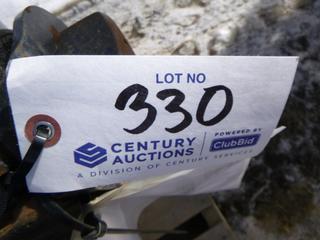 LOT NO
330
CENTURY AUCTIONS
POWERED BY
ClubBid
A DIVISION OF CENTURY SERVICES